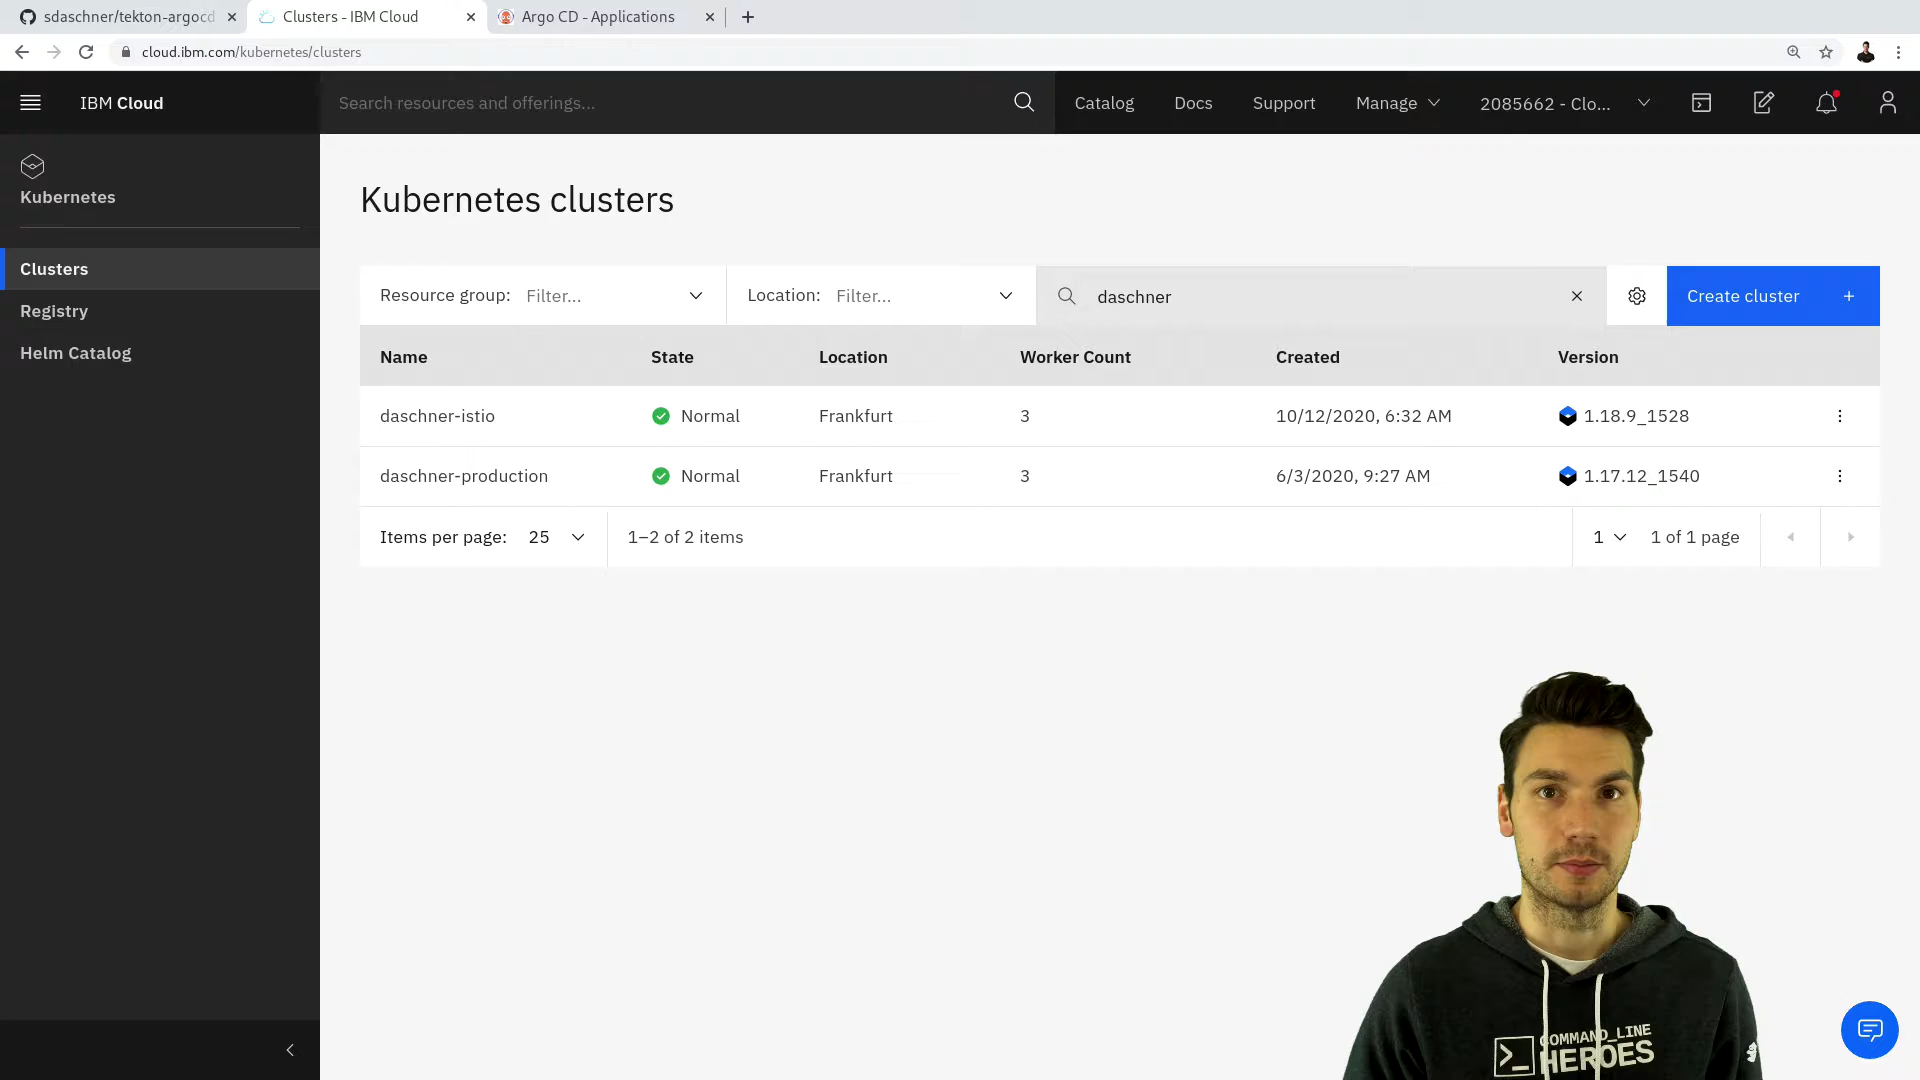 sdaschner/tekton-argocd
Clusters - IBM Cloud
Argo CD - Applications
cloud.ibm.com/kubernetes/clusters
IBM Cloud
Search resources and offerings...
Catalog
Docs
Support
Manage
2085662 - Clo...
Kubernetes
Clusters
Registry
Helm Catalog
Kubernetes clusters
Resource group: Filter...
Location: Filter...
daschner
Create cluster +
Name State Location Worker Count Created Version
daschner-istio Normal Frankfurt 3 10/12/2020, 6:32 AM 1.18.9_1528
daschner-production Normal Frankfurt 3 6/3/2020, 9:27 AM 1.17.12_1540
Items per page: 25
1–2 of 2 items
1
1 of 1 page
COMMAND_LINE
HEROES